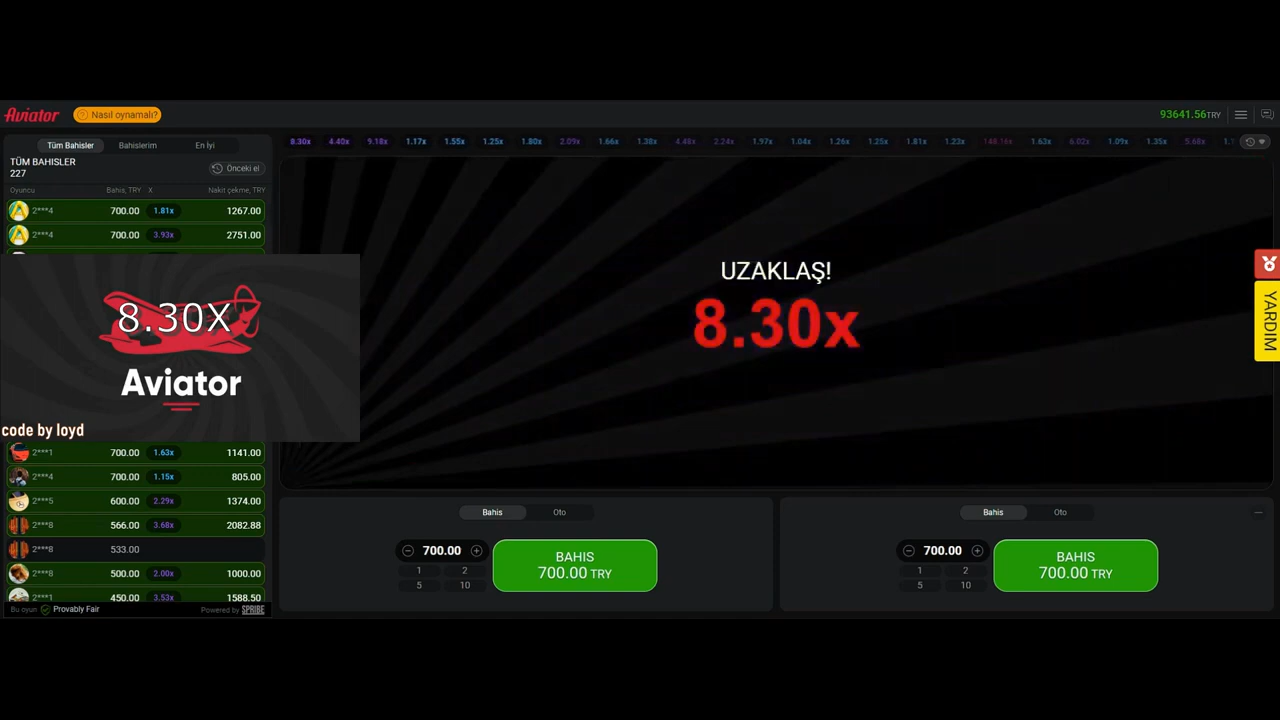 Aviator
Nasıl oynamalı?
93641.56TRY
Tüm Bahisler Bahislerim En İyi
8.30x 4.40x 9.18x 1.17x 1.55x 1.25x 1.80x 2.09x 1.66x 1.38x 4.48x 2.24x 1.97x 1.04x 1.26x 1.25x 1.81x 1.23x 148.16x 1.63x 6.02x 1.09x 1.35x 5.68x
TÜM BAHISLER
227
Önceki el
Oyuncu Bahis, TRY X Nakit çekme, TRY
2***4 700.00 1.81x 1267.00
2***4 700.00 3.93x 2751.00
8.30X
Aviator
code by loyd
2***1 700.00 1.63x 1141.00
2***4 700.00 1.15x 805.00
2***5 600.00 2.29x 1374.00
2***8 566.00 3.68x 2082.88
2***8 533.00
2***8 500.00 2.00x 1000.00
2***1 450.00 3.53x 1588.50
Bu oyun Provably Fair Powered by SPRIBE
UZAKLAŞ!
8.30x
YARDIM
Bahis Oto
700.00
1 2
5 10
BAHIS
700.00 TRY
Bahis Oto
700.00
1 2
5 10
BAHIS
700.00 TRY